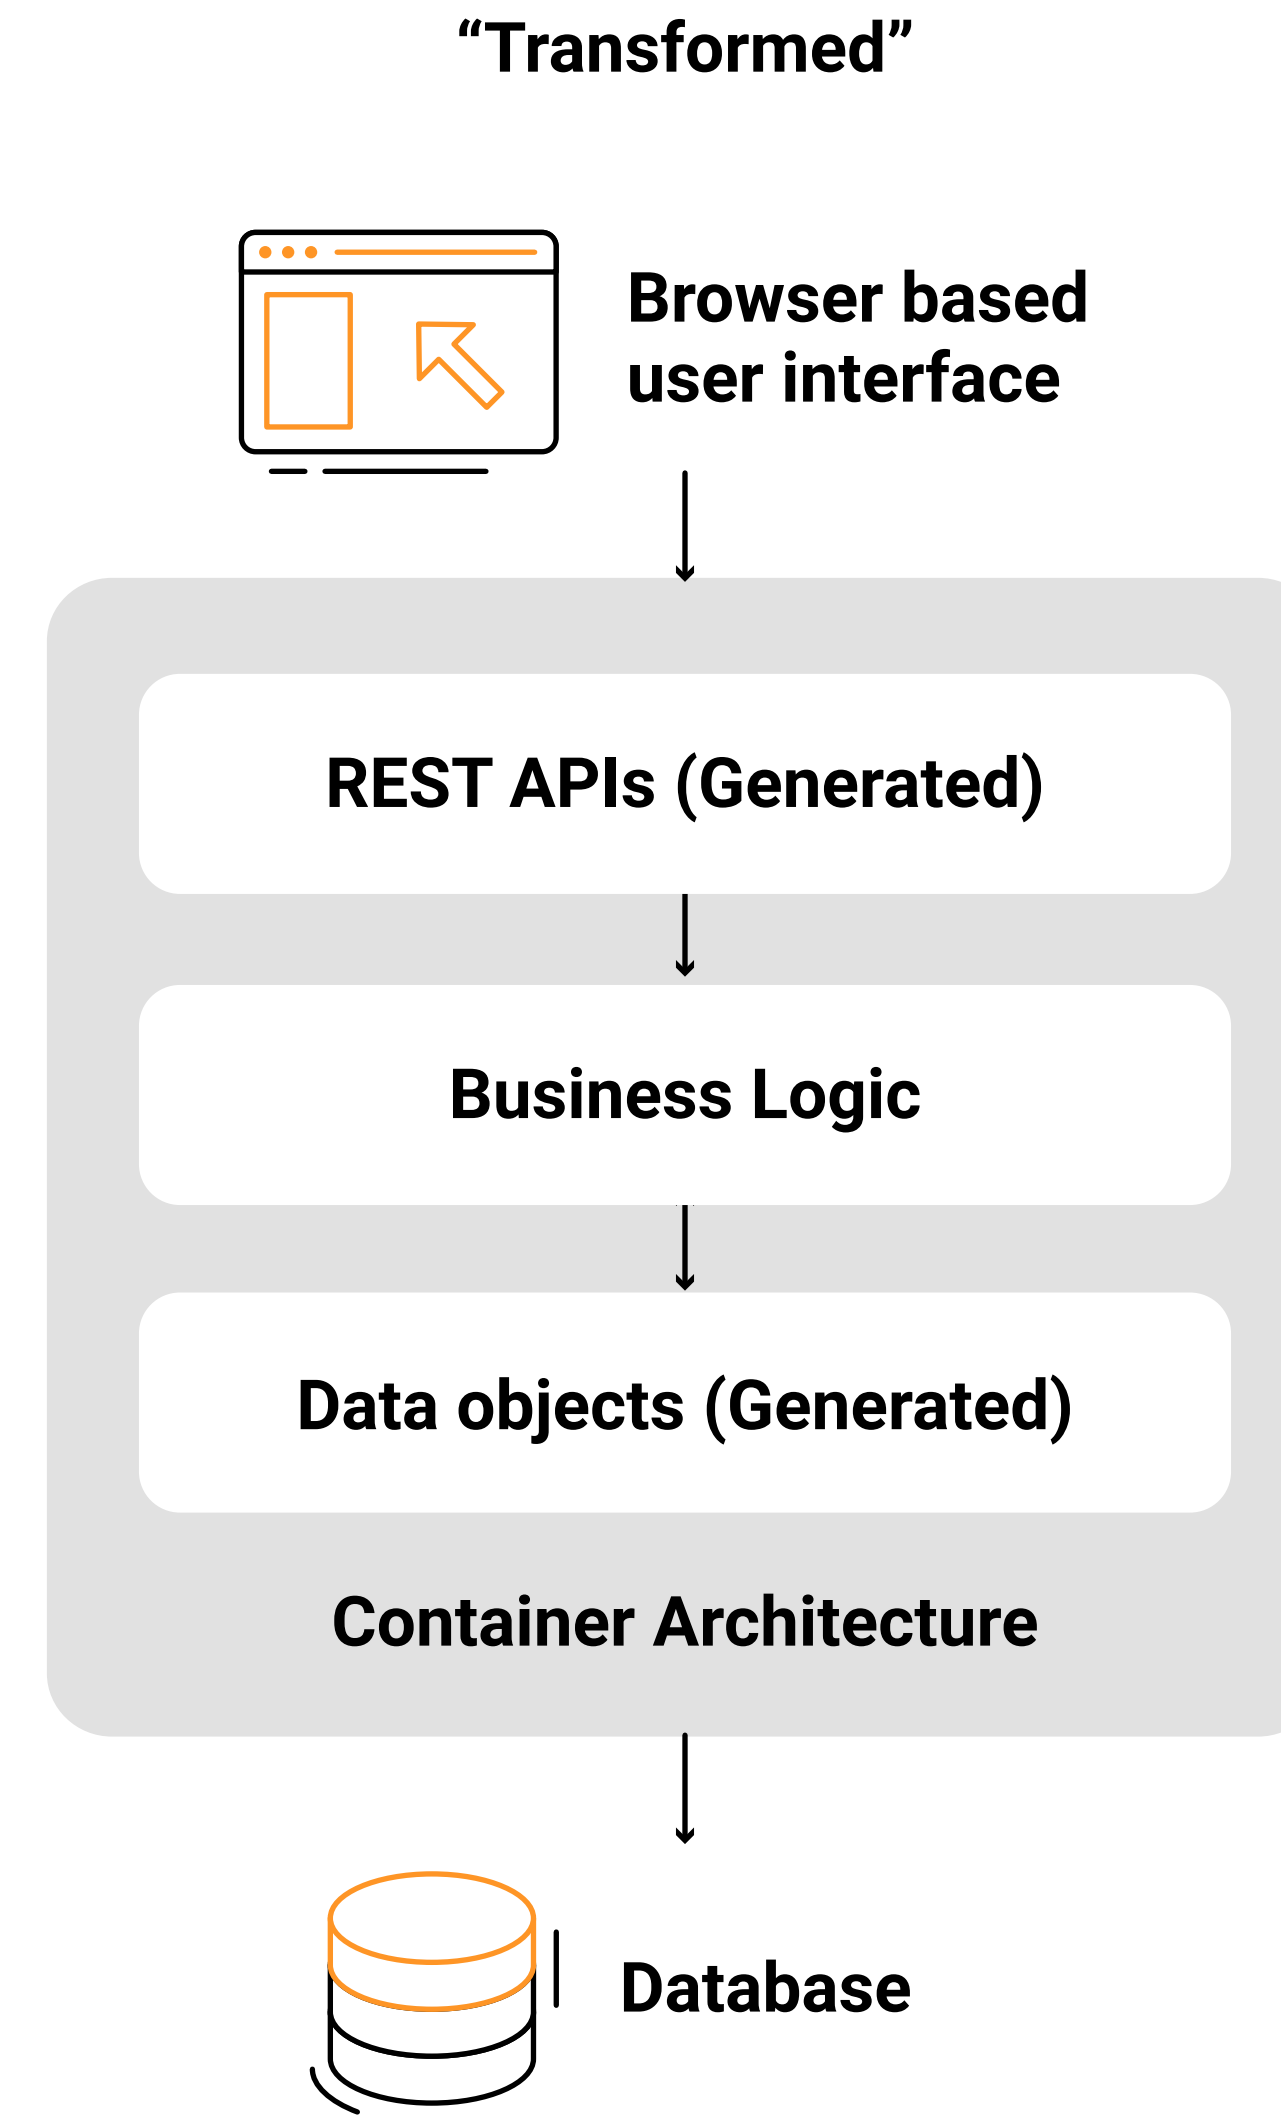 “Transformed”
Browser based
user interface
REST APIs (Generated)
Business Logic
Data objects (Generated)
Container Architecture
Database